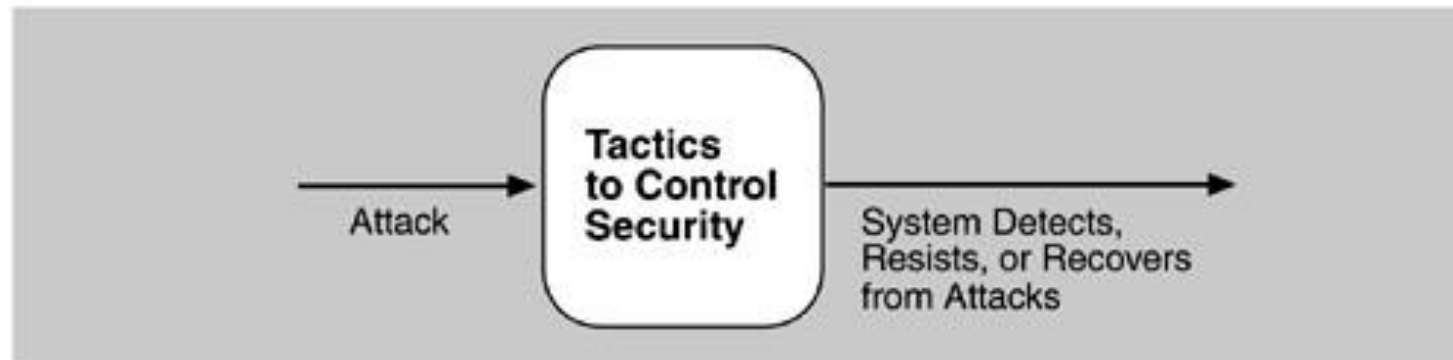 Attack
Tactics
to Control
Security
System Detects,
Resists, or Recovers
from Attacks